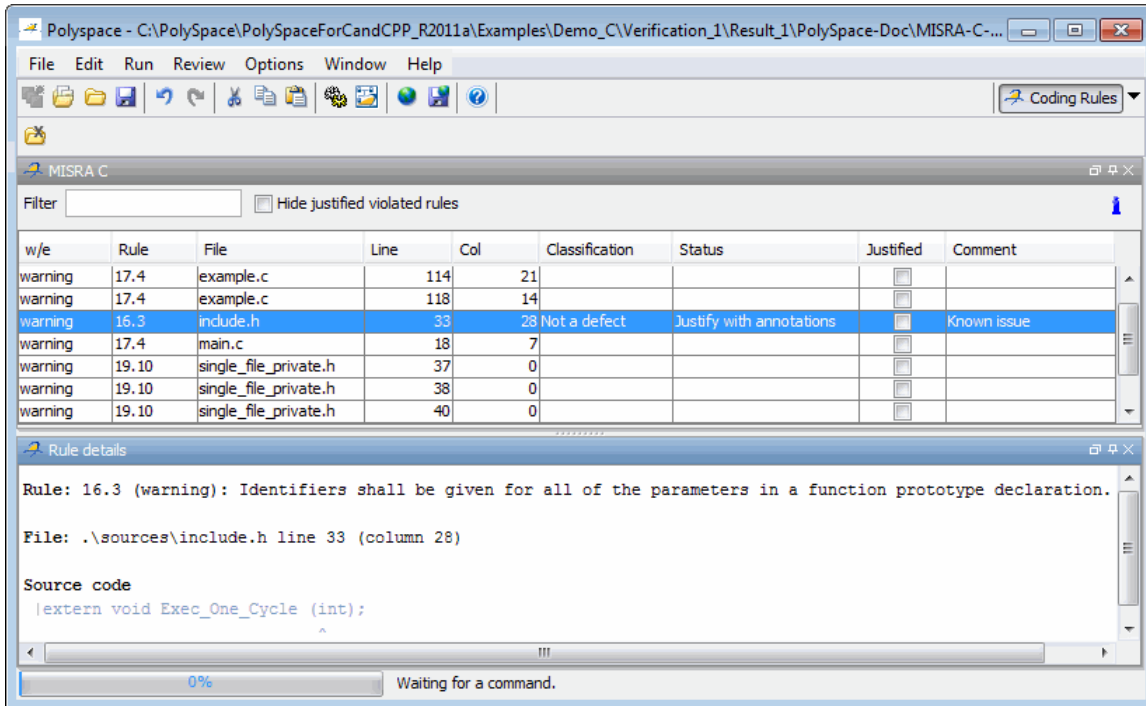 Polyspace - C:\PolySpace\PolySpaceForCandCPP_R2011a\Examples\Demo_C\Verification_1\Result_1\PolySpace-Doc\MISRA-C-...
File Edit Run Review Options Window Help
Coding Rules
MISRA C
Filter Hide justified violated rules
w/e Rule File Line Col Classification Status Justified Comment
warning 17.4 example.c 114 21
warning 17.4 example.c 118 14
warning 16.3 include.h 33 28 Not a defect Justify with annotations Known issue
warning 17.4 main.c 18 7
warning 19.10 single_file_private.h 37 0
warning 19.10 single_file_private.h 38 0
warning 19.10 single_file_private.h 40 0
Rule details
Rule: 16.3 (warning): Identifiers shall be given for all of the parameters in a function prototype declaration.
File: .\sources\include.h line 33 (column 28)
Source code
|extern void Exec_One_Cycle (int);
^
0% Waiting for a command.